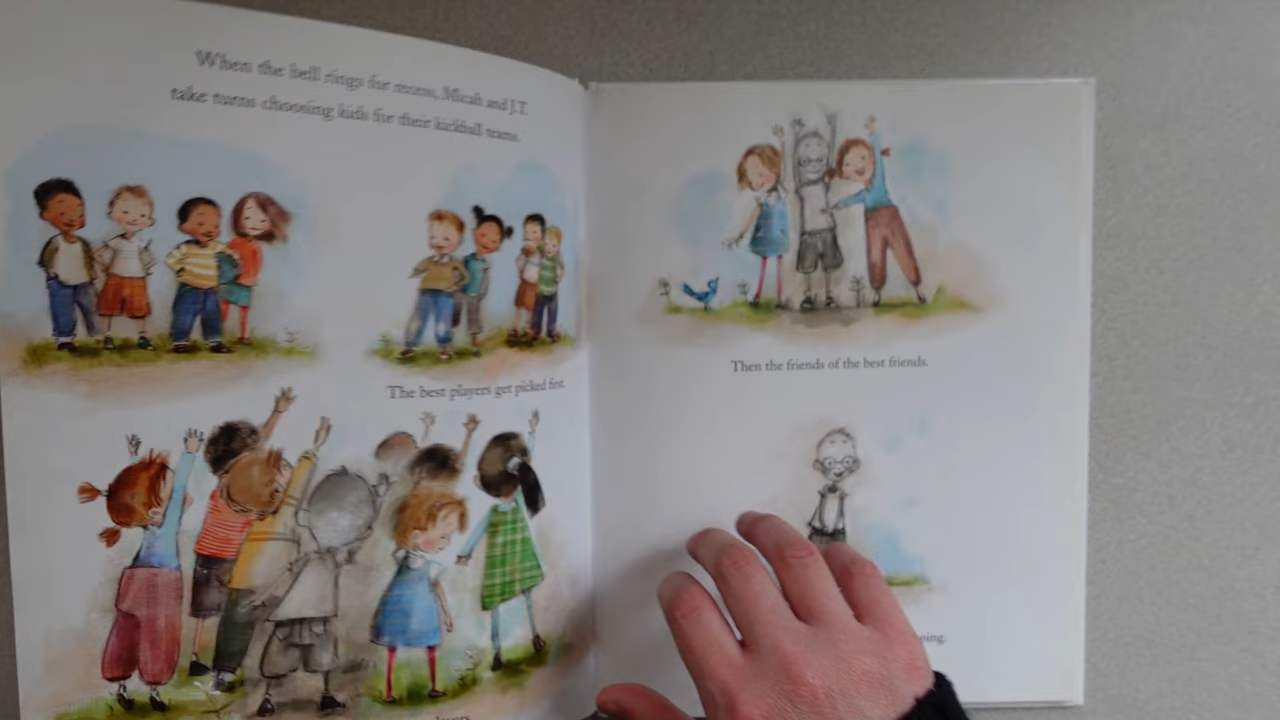 When the bell rings for recess, Micah and J.T.
take turns choosing kids for their kickball teams.
The best players get picked first.
Then the friends of the best friends.